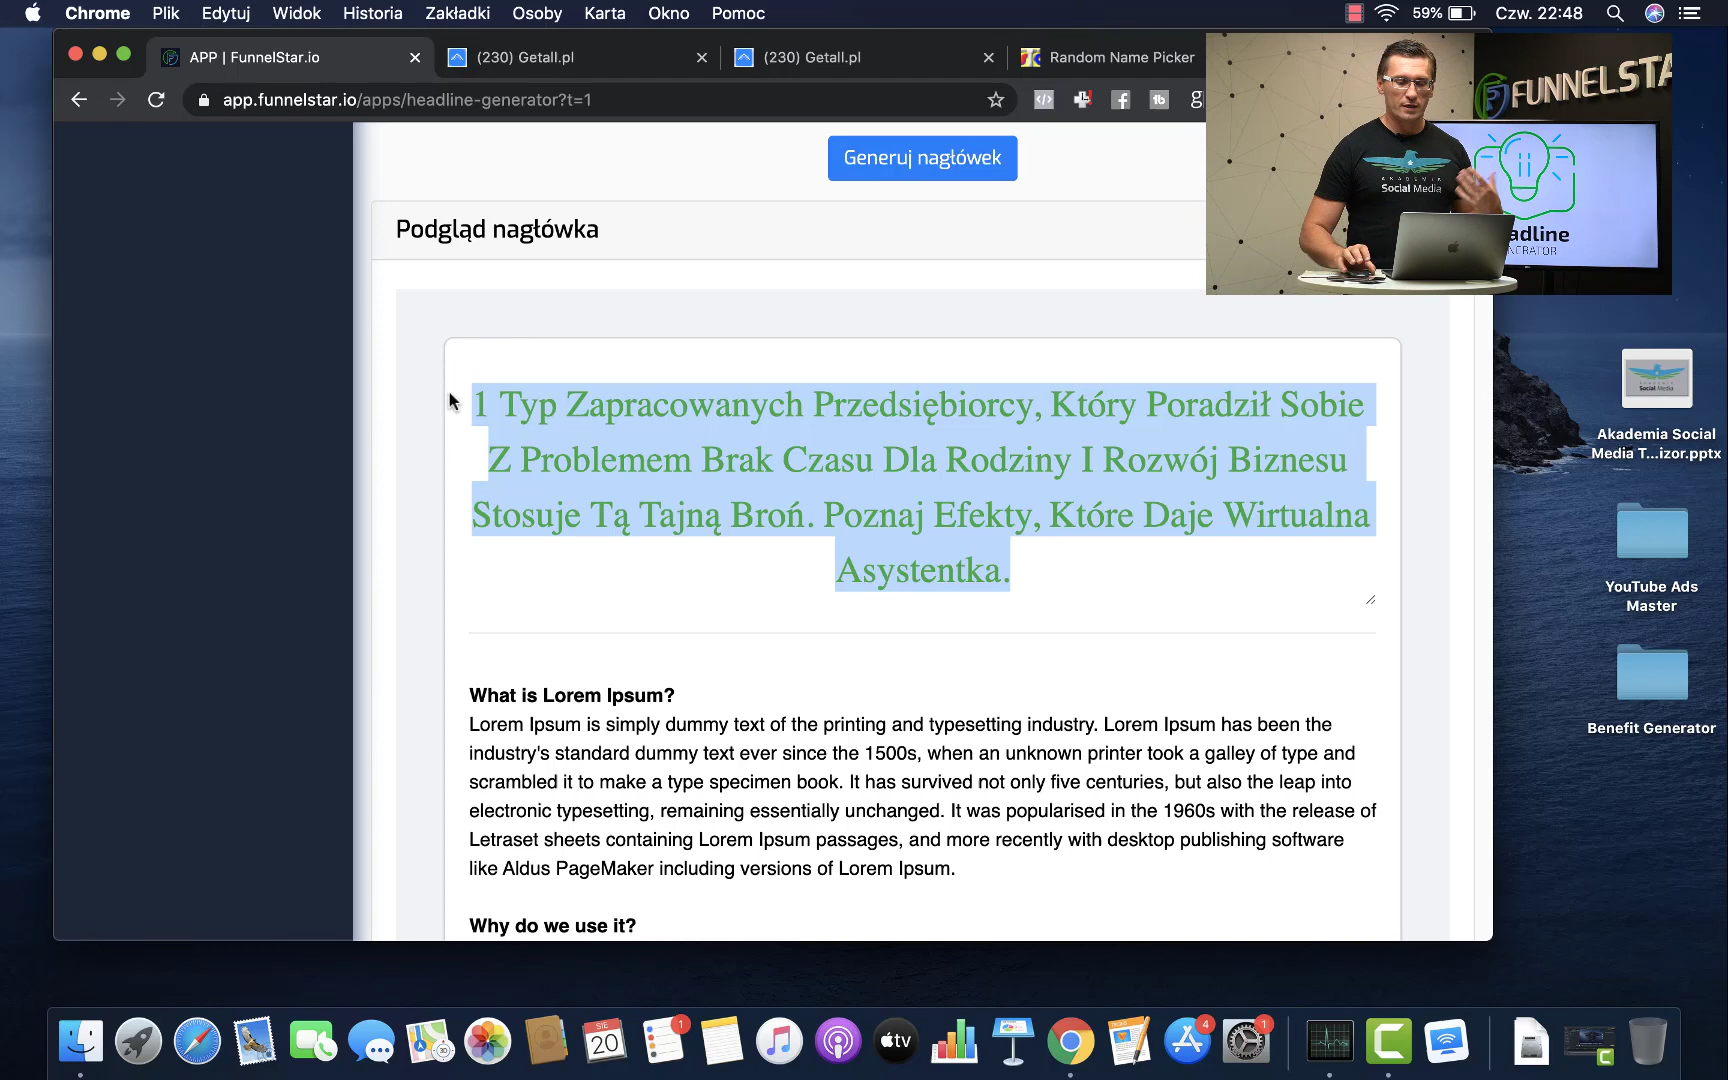 Chrome Plik Edytuj Widok Historia Zakładki Osoby Karta Okno Pomoc 59% Czw. 22:48
APP | FunnelStar.io (230) Getall.pl (230) Getall.pl Random Name Picker
app.funnelstar.io/apps/headline-generator?t=1
FUNNELSTA
AKADEMIA
Social Media
adline
Generuj nagłówek
Podgląd nagłówka
1 Typ Zapracowanych Przedsiębiorcy, Który Poradził Sobie
Z Problemem Brak Czasu Dla Rodziny I Rozwój Biznesu
Stosuje Tą Tajną Broń. Poznaj Efekty, Które Daje Wirtualna
Asystentka.
What is Lorem Ipsum?
Lorem Ipsum is simply dummy text of the printing and typesetting industry. Lorem Ipsum has been the
industry's standard dummy text ever since the 1500s, when an unknown printer took a galley of type and
scrambled it to make a type specimen book. It has survived not only five centuries, but also the leap into
electronic typesetting, remaining essentially unchanged. It was popularised in the 1960s with the release of
Letraset sheets containing Lorem Ipsum passages, and more recently with desktop publishing software
like Aldus PageMaker including versions of Lorem Ipsum.
Why do we use it?
Social Media
Akademia Social
Media T...izor.pptx
YouTube Ads
Master
Benefit Generator
SIE
20
1
tv
4
1